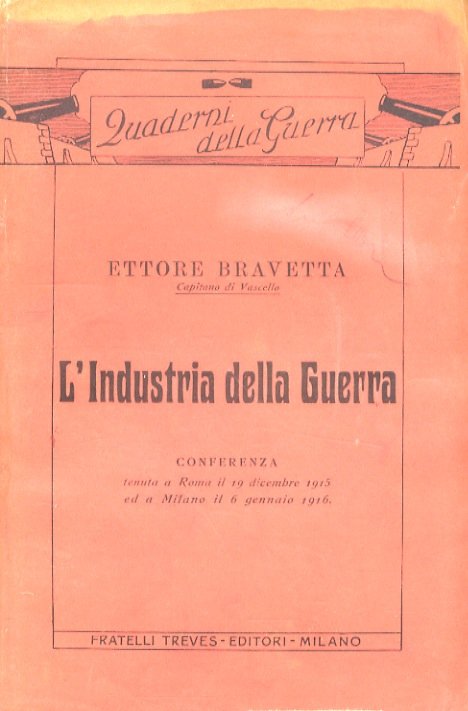 Quaderni
della Guerra
ETTORE BRAVETTA
Capitano di Vascello
L'Industria della Guerra
CONFERENZA
tenuta a Roma il 19 dicembre 1915
ed a Milano il 6 gennaio 1916.
FRATELLI TREVES - EDITORI - MILANO